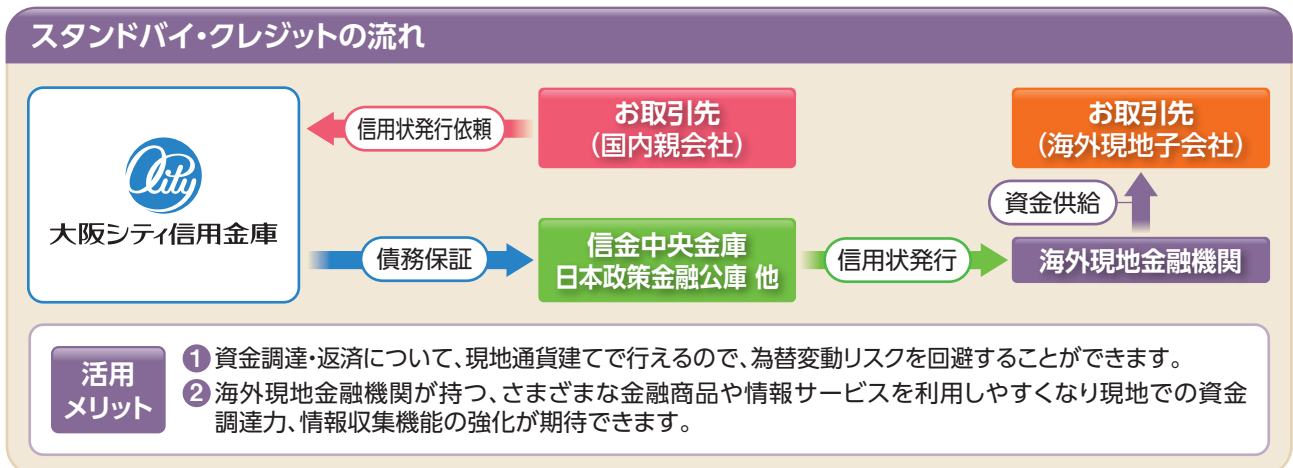 スタンドバイ・クレジットの流れ
City
大阪シティ信用金庫
信用状発行依頼
お取引先
（国内親会社）
お取引先
（海外現地子会社）
資金供給
債務保証
信金中央金庫
日本政策金融公庫 他
信用状発行
海外現地金融機関
活用
メリット
❶資金調達・返済について、現地通貨建てで行えるので、為替変動リスクを回避することができます。
❷海外現地金融機関が持つ、さまざまな金融商品や情報サービスを利用しやすくなり現地での資金
調達力、情報収集機能の強化が期待できます。